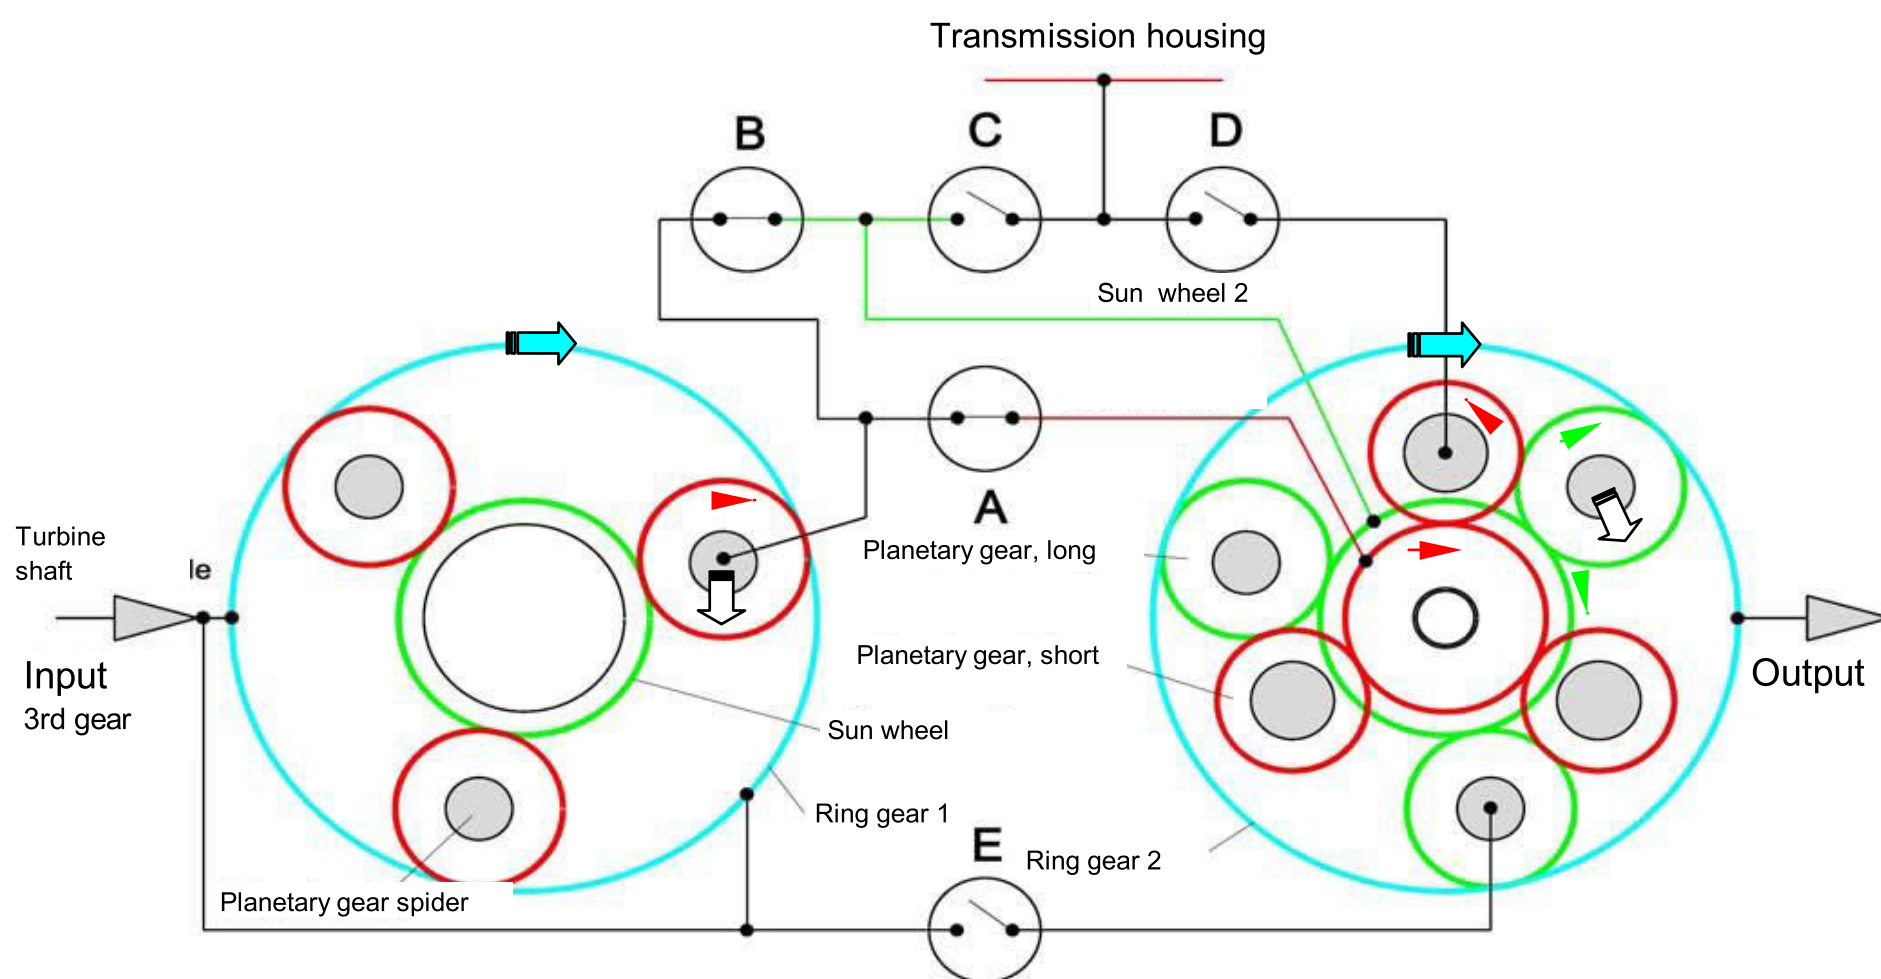 Transmission housing
B
C
D
Sun wheel 2
A
Turbine
shaft
le
Planetary gear, long
Input
3rd gear
Planetary gear, short
Output
Sun wheel
Ring gear 1
E
Ring gear 2
Planetary gear spider